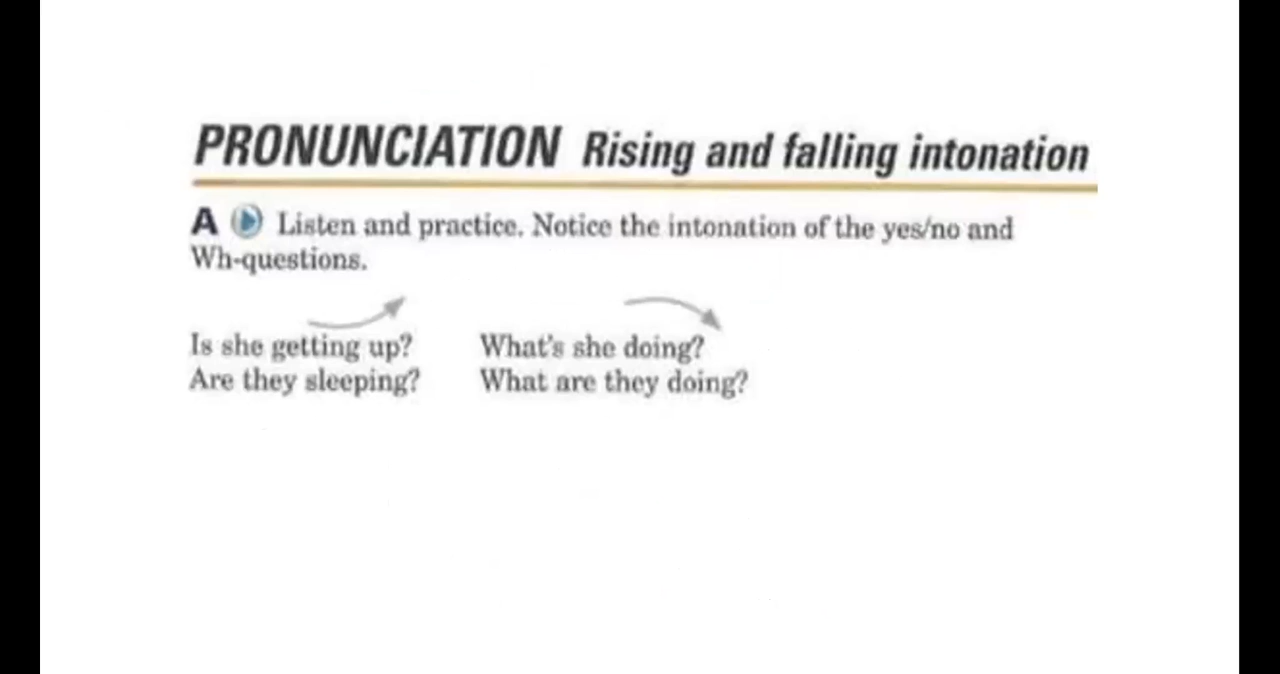 PRONUNCIATION Rising and falling intonation
A Listen and practice. Notice the intonation of the yes/no and
Wh-questions.
Is she getting up? What's she doing?
Are they sleeping? What are they doing?